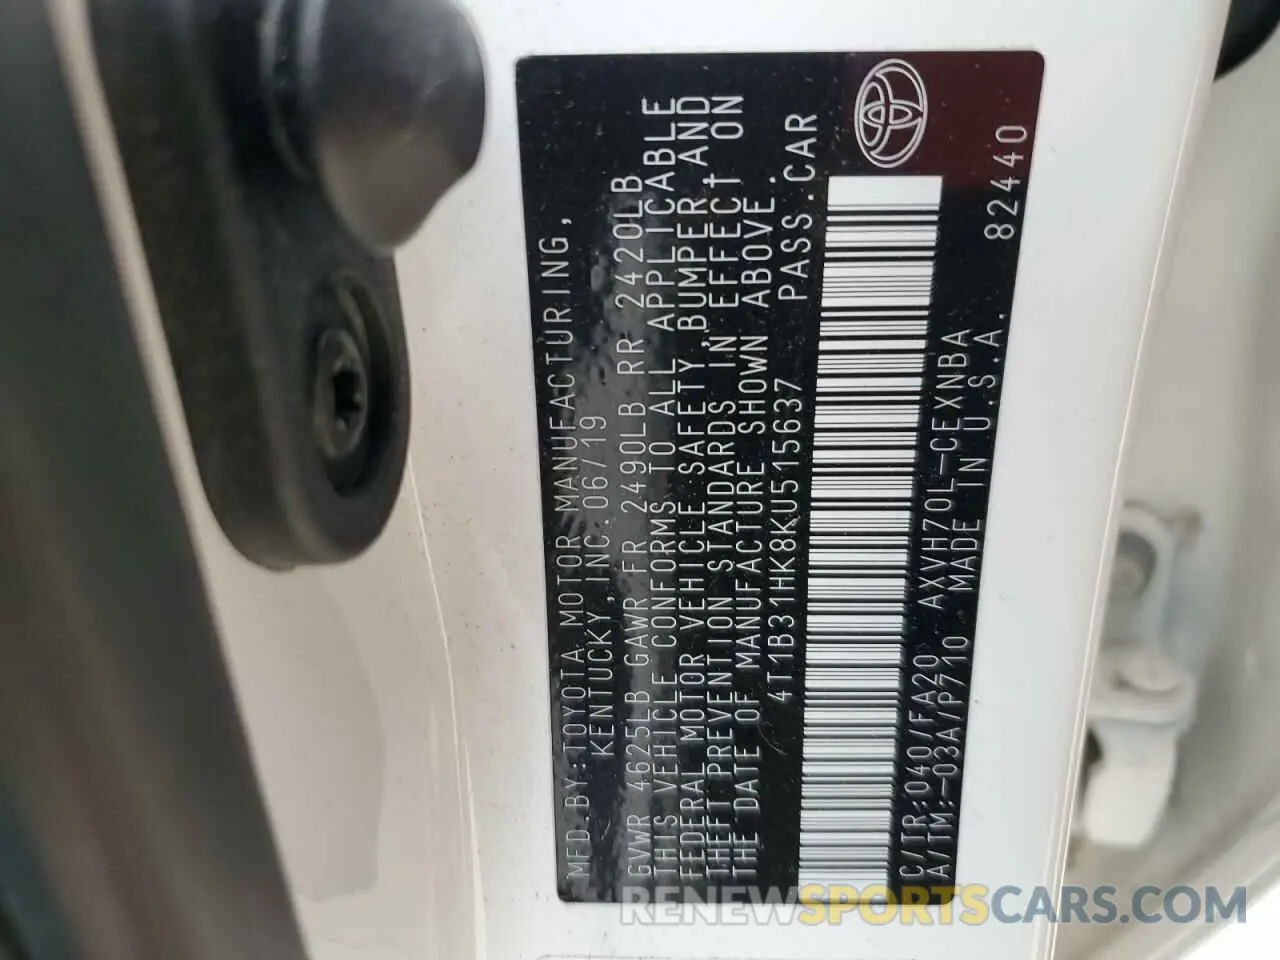 MFD.BY:TOYOTA MOTOR MANUFACTURING,
KENTUCKY,INC. 06/19
GVWR 4625LB GAWR FR 2490LB RR 2420LB
THIS VEHICLE CONFORMS TO ALL APPLICABLE
FEDERAL MOTOR VEHICLE SAFETY,BUMPER,AND
THEFT PREVENTION STANDARDS IN EFFECT ON
THE DATE OF MANUFACTURE SHOWN ABOVE.
4T1B31HK8KU515637 PASS.CAR
C/TR:040/FA20 AXVH70L-CEXNBA
A/TM:-03A/P710 MADE IN U.S.A. 82440
RENEWSPORTSCARS.COM